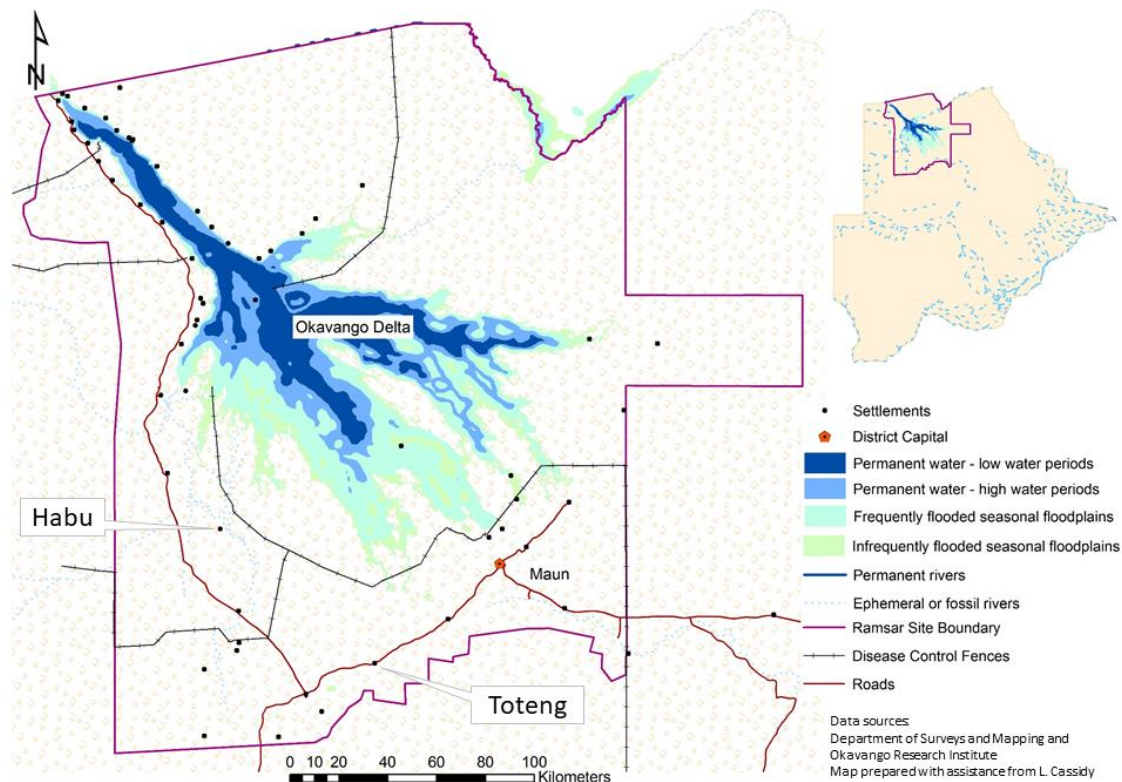 N
Okavango Delta
Habu
Maun
Toteng
0 10 20 40 60 80 100
Kilometers
Settlements
District Capital
Permanent water - low water periods
Permanent water - high water periods
Frequently flooded seasonal floodplains
Infrequently flooded seasonal floodplains
Permanent rivers
Ephemeral or fossil rivers
Ramsar Site Boundary
Disease Control Fences
Roads
Data sources:
Department of Surveys and Mapping and
Okavango Research Institute
Map prepared with assistance from L. Cassidy